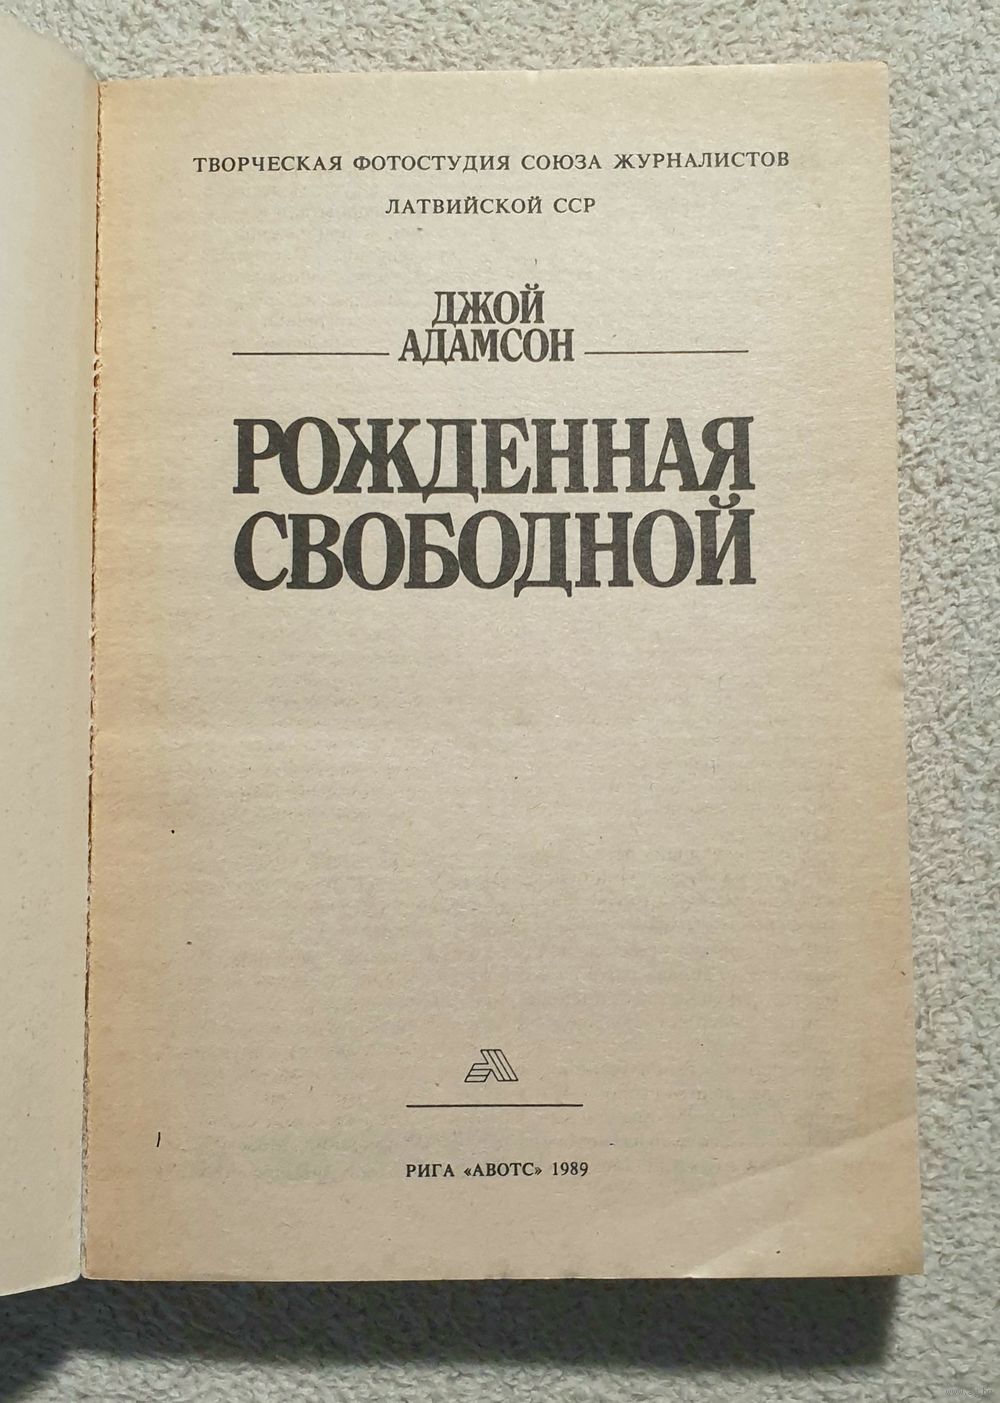 ТВОРЧЕСКАЯ ФОТОСТУДИЯ СОЮЗА ЖУРНАЛИСТОВ
ЛАТВИЙСКОЙ ССР
ДЖОЙ
АДАМСОН
РОЖДЕННАЯ
СВОБОДНОЙ
РИГА «АВОТС» 1989